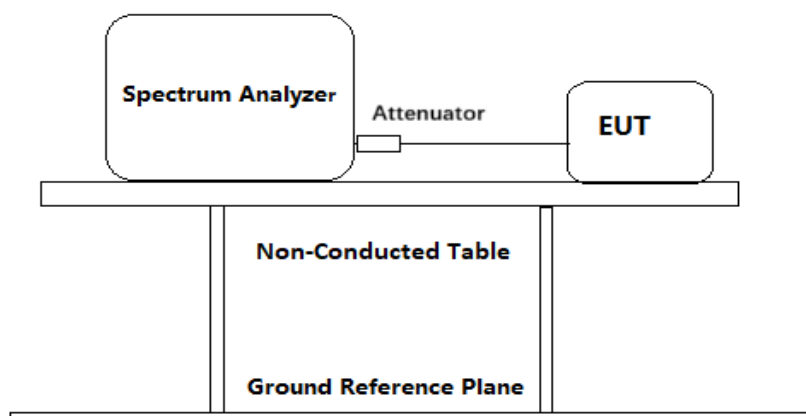 Spectrum Analyzer
Attenuator
EUT
Non-Conducted Table
Ground Reference Plane